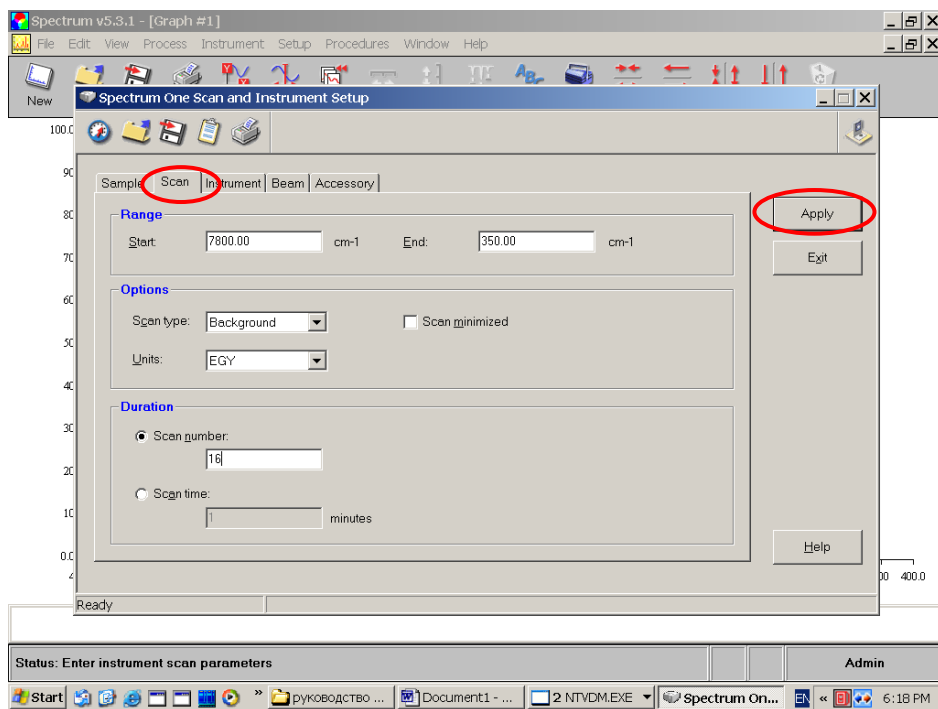 Spectrum v5.3.1 - [Graph #1]
File Edit View Process Instrument Setup Procedures Window Help
New
Spectrum One Scan and Instrument Setup
100.0
90
80
70
60
50
40
30
20
10
0.0
Sample Scan Instrument Beam Accessory
Range
Start: 7800.00 cm-1 End: 350.00 cm-1
Options
Scan type: Background Scan minimized
Units: EGY
Duration
Scan number:
16
Scan time:
1 minutes
Apply
Exit
Help
400.0
Ready
Status: Enter instrument scan parameters Admin
Start » руководство ... Document1 - ... 2 NTVDM.EXE Spectrum On... EN « 6:18 PM